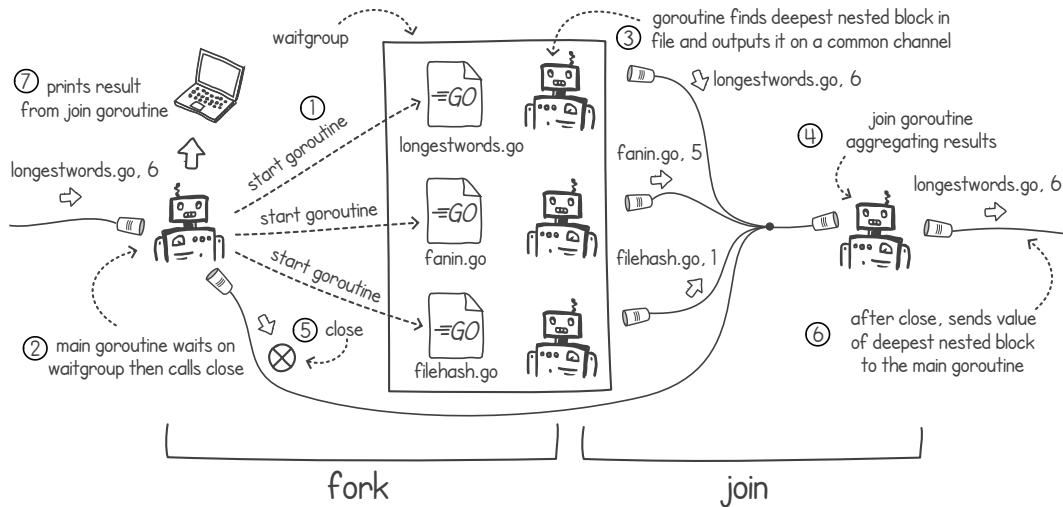 waitgroup
3 goroutine finds deepest nested block in
file and outputs it on a common channel
7 prints result
from join goroutine
1
start goroutine
start goroutine
start goroutine
GO
longestwords.go
GO
fanin.go
GO
filehash.go
longestwords.go, 6
fanin.go, 5
filehash.go, 1
4 join goroutine
aggregating results
longestwords.go, 6
longestwords.go, 6
2 main goroutine waits on
waitgroup then calls close
5 close
6 after close, sends value
of deepest nested block
to the main goroutine
fork
join